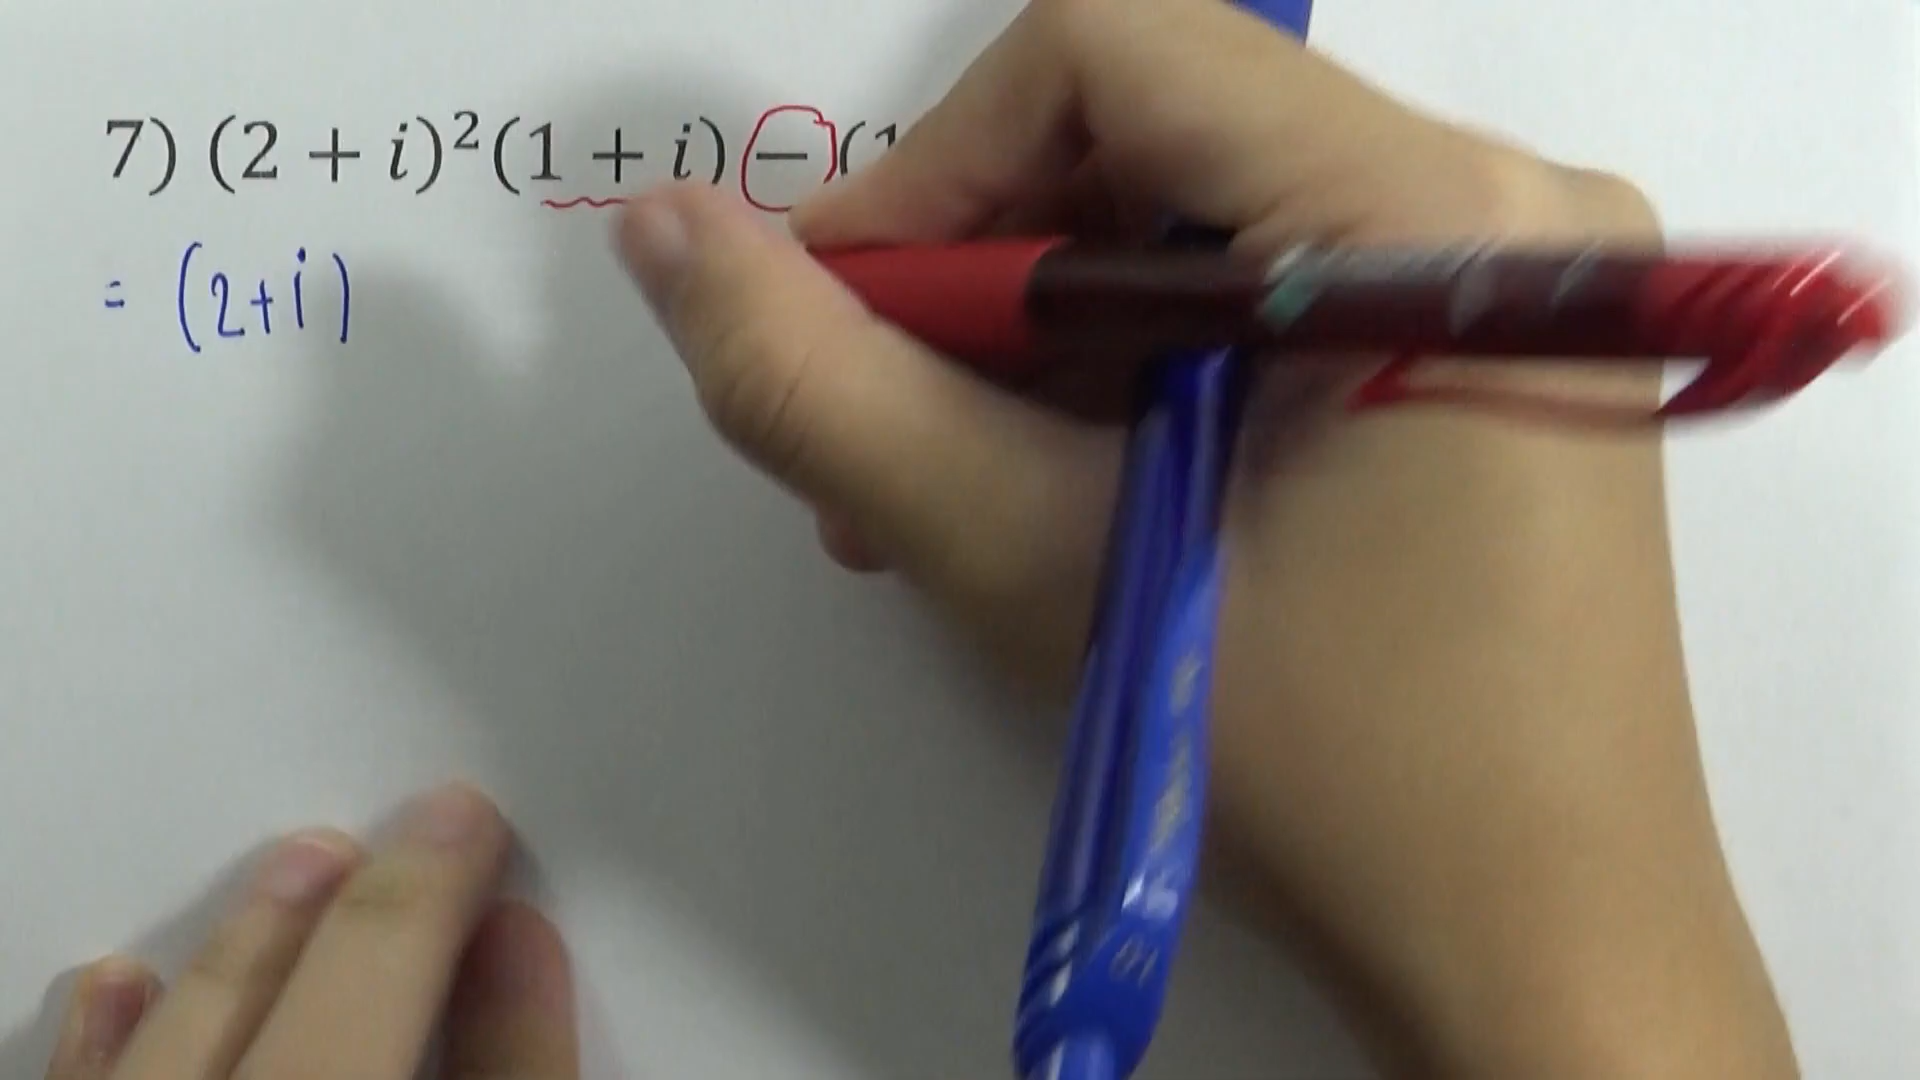 7) (2 + i)²(1 + i) − (1
= (2+i)